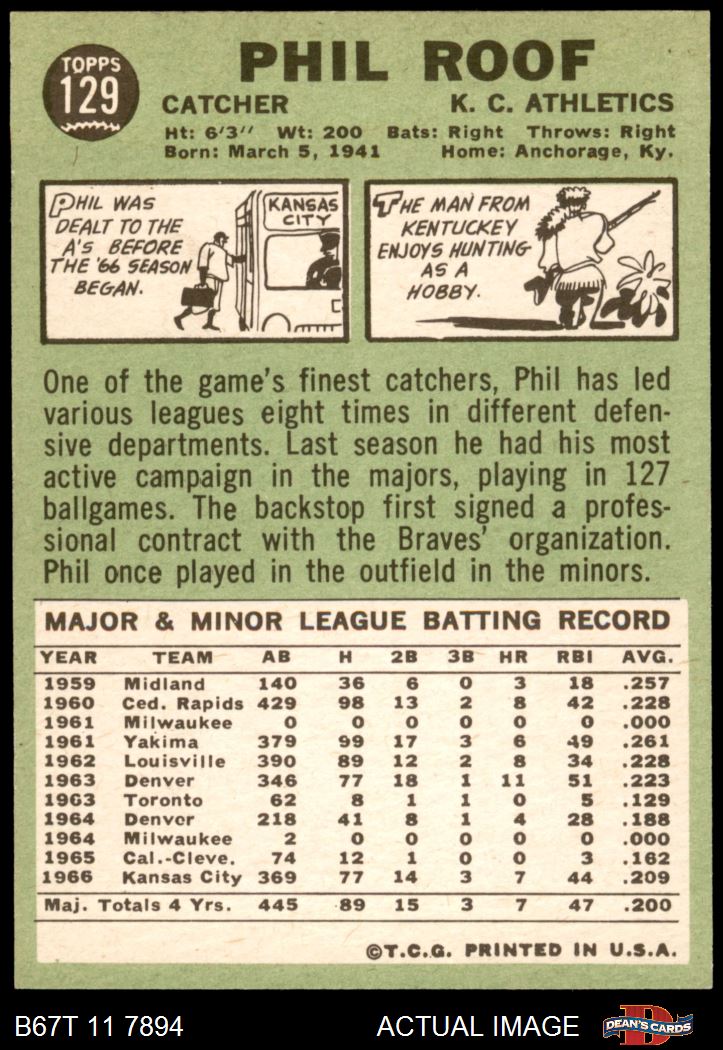 TOPPS
129
PHIL ROOF
CATCHER K. C. ATHLETICS
Ht: 6'3" Wt: 200 Bats: Right Throws: Right
Born: March 5, 1941 Home: Anchorage, Ky.
PHIL WAS
DEALT TO THE
A'S BEFORE
THE '66 SEASON
BEGAN.
KANSAS
CITY
THE MAN FROM
KENTUCKEY
ENJOYS HUNTING
AS A
HOBBY.
One of the game's finest catchers, Phil has led
various leagues eight times in different defen-
sive departments. Last season he had his most
active campaign in the majors, playing in 127
ballgames. The backstop first signed a profes-
sional contract with the Braves' organization.
Phil once played in the outfield in the minors.
MAJOR & MINOR LEAGUE BATTING RECORD
YEAR TEAM AB H 2B 3B HR RBI AVG.
1959 Midland 140 36 6 0 3 18 .257
1960 Ced. Rapids 429 98 13 2 8 42 .228
1961 Milwaukee 0 0 0 0 0 0 .000
1961 Yakima 379 99 17 3 6 49 .261
1962 Louisville 390 89 12 2 8 34 .228
1963 Denver 346 77 18 1 11 51 .223
1963 Toronto 62 8 1 1 0 5 .129
1964 Denver 218 41 8 1 4 28 .188
1964 Milwaukee 2 0 0 0 0 0 .000
1965 Cal.-Cleve. 74 12 1 0 0 3 .162
1966 Kansas City 369 77 14 3 7 44 .209
Maj. Totals 4 Yrs. 445 89 15 3 7 47 .200
©T.C.G. PRINTED IN U.S.A.
B67T 11 7894 ACTUAL IMAGE
D
DEAN'S CARDS